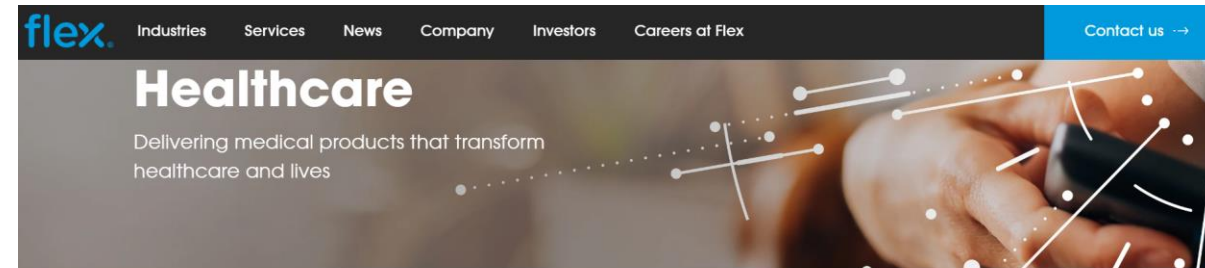 flex.
Industries Services News Company Investors Careers at Flex Contact us →
Healthcare
Delivering medical products that transform
healthcare and lives